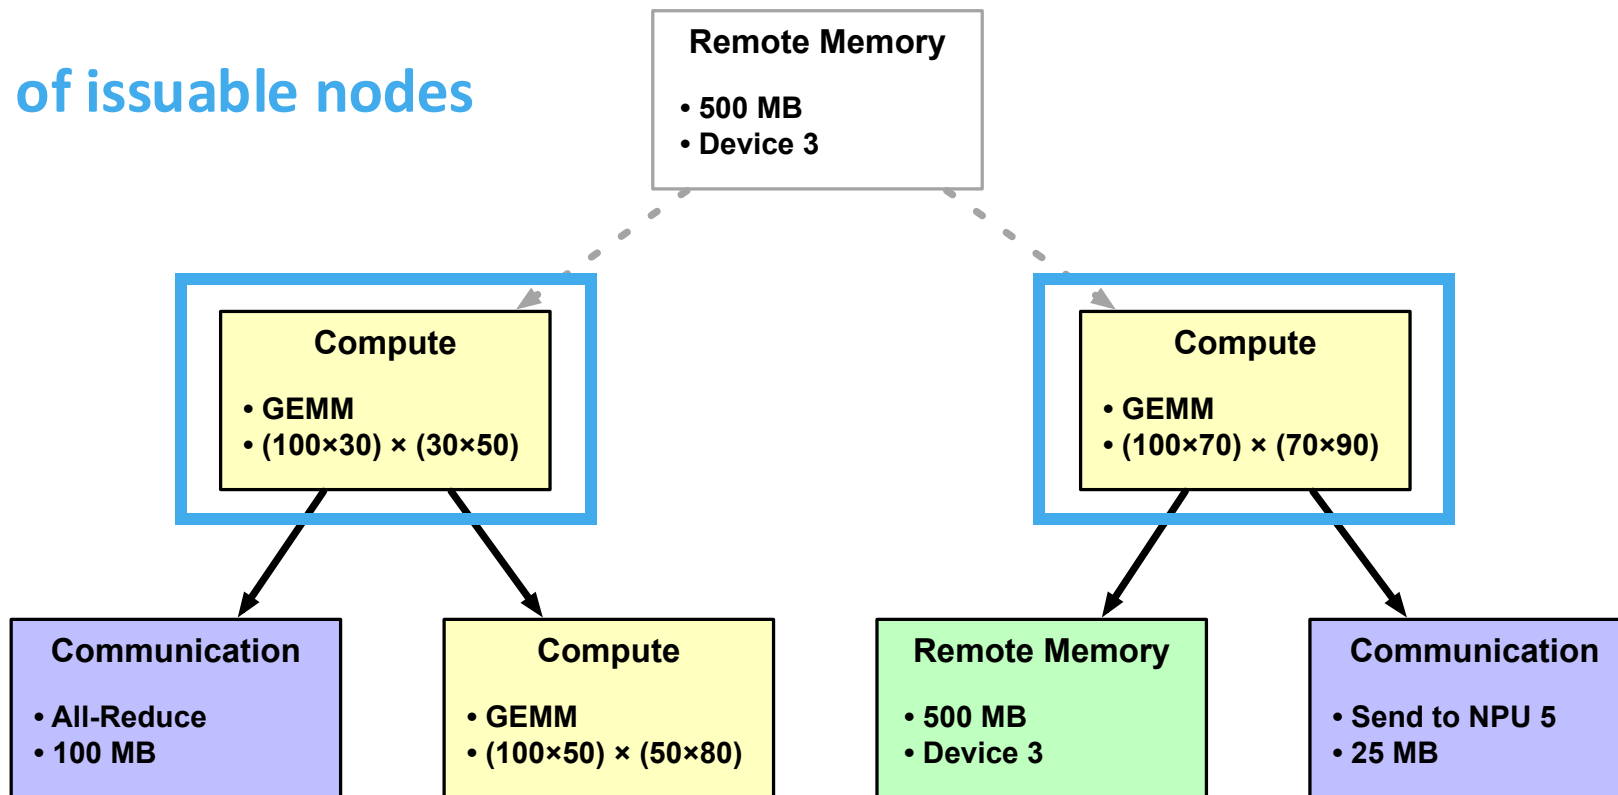 of issuable nodes
Remote Memory
• 500 MB
• Device 3
Compute
• GEMM
• (100×30) × (30×50)
Compute
• GEMM
• (100×70) × (70×90)
Communication
• All-Reduce
• 100 MB
Compute
• GEMM
• (100×50) × (50×80)
Remote Memory
• 500 MB
• Device 3
Communication
• Send to NPU 5
• 25 MB